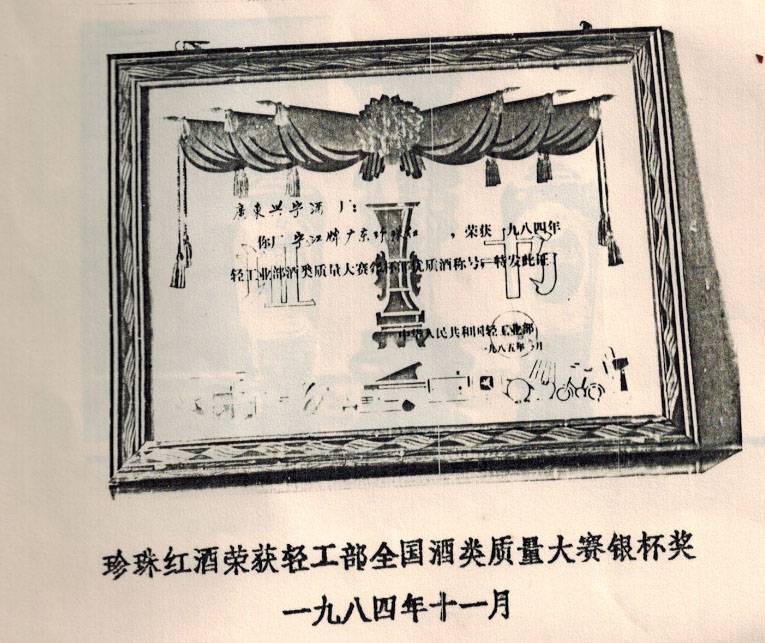 廣東兴宁酒厂：
你厂宁江牌广东珍珠红，荣获一九八四年
轻工业部酒类质量大赛银杯 优质酒称号，特发此证
证书
中华人民共和国轻工业部
一九八五年 月
珍珠红酒荣获轻工部全国酒类质量大赛银杯奖
一九八四年十一月